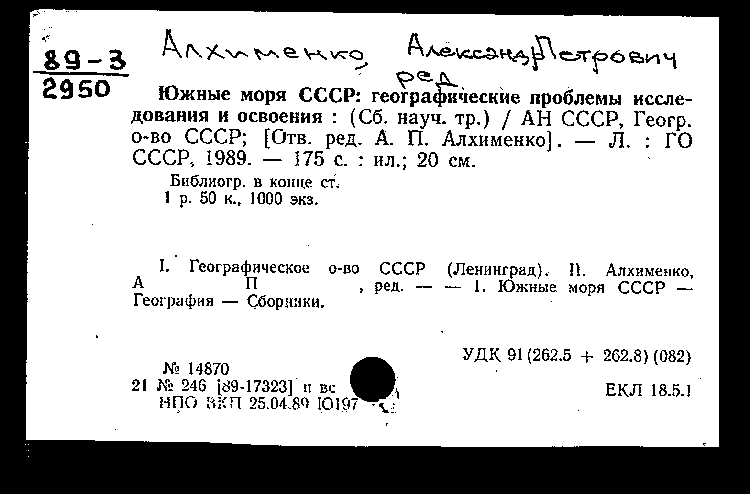 Алхименко, Александр Петрович
ред.
89-3
2950
Южные моря СССР: географические проблемы иссле-
дования и освоения : (Сб. науч. тр.) / АН СССР, Геогр.
о-во СССР; [Отв. ред. А. П. Алхименко]. — Л. : ГО
СССР, 1989. — 175 с. : ил.; 20 см.
Библиогр. в конце ст.
1 р. 50 к., 1000 экз.
I. Географическое о-во СССР (Ленинград). II. Алхименко,
А П , ред. — — 1. Южные моря СССР —
География — Сборники.
УДК 91(262.5 + 262.8)(082)
№ 14870
21 № 246 [89-17323] п вс
ЕКЛ 18.5.1
НПО ВКП 25.04.89 Ю197